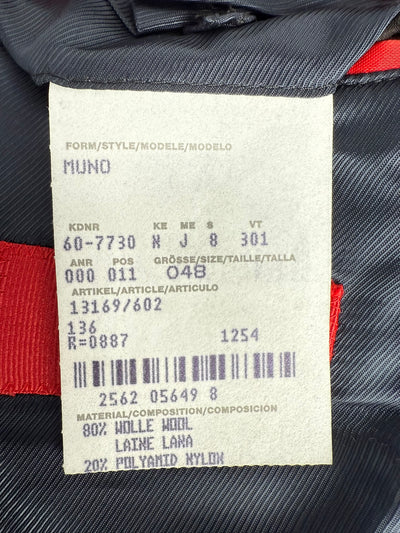 FORM/STYLE/MODELE/MODELO
MUNO
KDNR KE ME S VT
60-7730 N J 8 301
ANR POS GRÖSSE/SIZE/TAILLE/TALLA
000 011 048
ARTIKEL/ARTICLE/ARTICULO
13169/602
136
R=0887 1254
2562 05649 8
MATERIAL/COMPOSITION/COMPOSICIÓN
80% WOLLE WOOL
LAINE LANA
20% POLYAMID NYLON